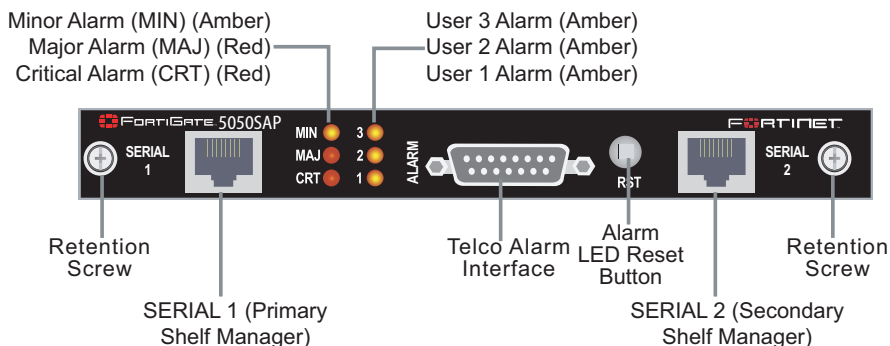 Minor Alarm (MIN) (Amber)
Major Alarm (MAJ) (Red)
Critical Alarm (CRT) (Red)
User 3 Alarm (Amber)
User 2 Alarm (Amber)
User 1 Alarm (Amber)
FORTIGATE 5050SAP
FORTINET
SERIAL
1
MIN 3
MAJ 2
CRT 1
ALARM
RST
SERIAL
2
Retention
Screw
Telco Alarm
Interface
Alarm
LED Reset
Button
Retention
Screw
SERIAL 1 (Primary
Shelf Manager)
SERIAL 2 (Secondary
Shelf Manager)